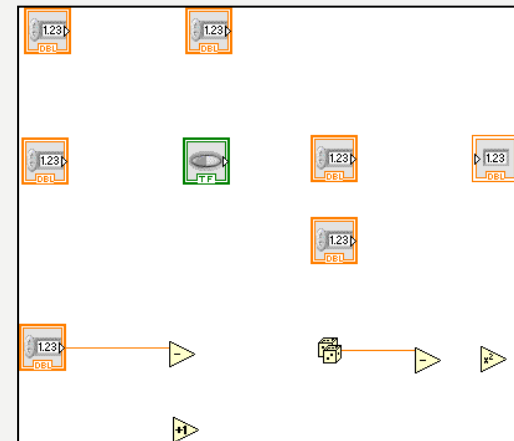 1.23 1.23
DBL DBL
1.23 1.23 1.23
DBL TF DBL DBL
1.23
DBL
1.23 - - x²
DBL
+1